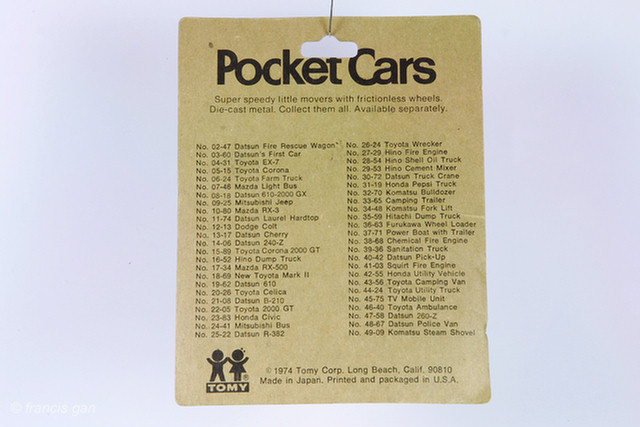 Pocket Cars
Super speedy little movers with frictionless wheels.
Die-cast metal. Collect them all. Available separately.
No. 02-47 Datsun Fire Rescue Wagon
No. 03-60 Datsun's First Car
No. 04-31 Toyota EX-7
No. 05-15 Toyota Corona
No. 06-24 Toyota Farm Truck
No. 07-46 Mazda Light Bus
No. 08-18 Datsun 610-2000 GX
No. 09-25 Mitsubishi Jeep
No. 10-80 Mazda RX-3
No. 11-74 Datsun Laurel Hardtop
No. 12-13 Dodge Colt
No. 13-17 Datsun Cherry
No. 14-06 Datsun 240-Z
No. 15-89 Toyota Corona 2000 GT
No. 16-52 Hino Dump Truck
No. 17-34 Mazda RX-500
No. 18-69 New Toyota Mark II
No. 19-62 Datsun 610
No. 20-26 Toyota Celica
No. 21-08 Datsun B-210
No. 22-05 Toyota 2000 GT
No. 23-83 Honda Civic
No. 24-41 Mitsubishi Bus
No. 25-22 Datsun R-382
No. 26-24 Toyota Wrecker
No. 27-29 Hino Fire Engine
No. 28-54 Hino Shell Oil Truck
No. 29-53 Hino Cement Mixer
No. 30-72 Datsun Truck Crane
No. 31-19 Honda Pepsi Truck
No. 32-70 Komatsu Bulldozer
No. 33-65 Camping Trailer
No. 34-48 Komatsu Fork Lift
No. 35-59 Hitachi Dump Truck
No. 36-63 Furukawa Wheel Loader
No. 37-71 Power Boat with Trailer
No. 38-68 Chemical Fire Engine
No. 39-36 Sanitation Truck
No. 40-42 Datsun Pick-Up
No. 41-03 Squirt Fire Engine
No. 42-55 Honda Utility Vehicle
No. 43-56 Toyota Camping Van
No. 44-24 Toyota Utility Truck
No. 45-75 TV Mobile Unit
No. 46-40 Toyota Ambulance
No. 47-58 Datsun 260-Z
No. 48-67 Datsun Police Van
No. 49-09 Komatsu Steam Shovel
TOMY
®
© 1974 Tomy Corp. Long Beach, Calif. 90810
Made in Japan. Printed and packaged in U.S.A.
© francis gan